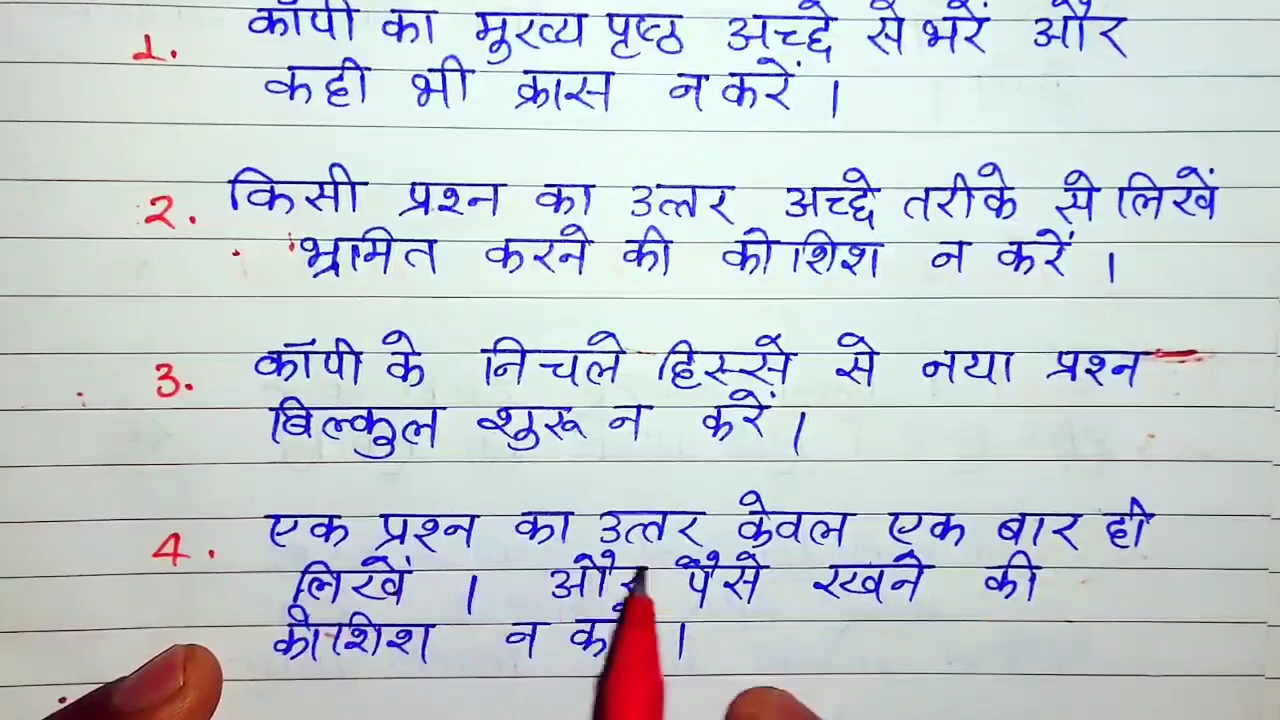 1. कॉपी का मुख्य पृष्ठ अच्छे से भरें और
कही भी क्रास न करें ।
2. किसी प्रश्न का उत्तर अच्छे तरीके से लिखें
भ्रामित करने की कोशिश न करें ।
3. कॉपी के निचले हिस्से से नया प्रश्न
बिल्कुल शुरू न करें ।
4. एक प्रश्न का उत्तर केवल एक बार ही
लिखें । और पैसे रखने की
कोशिश न करें ।